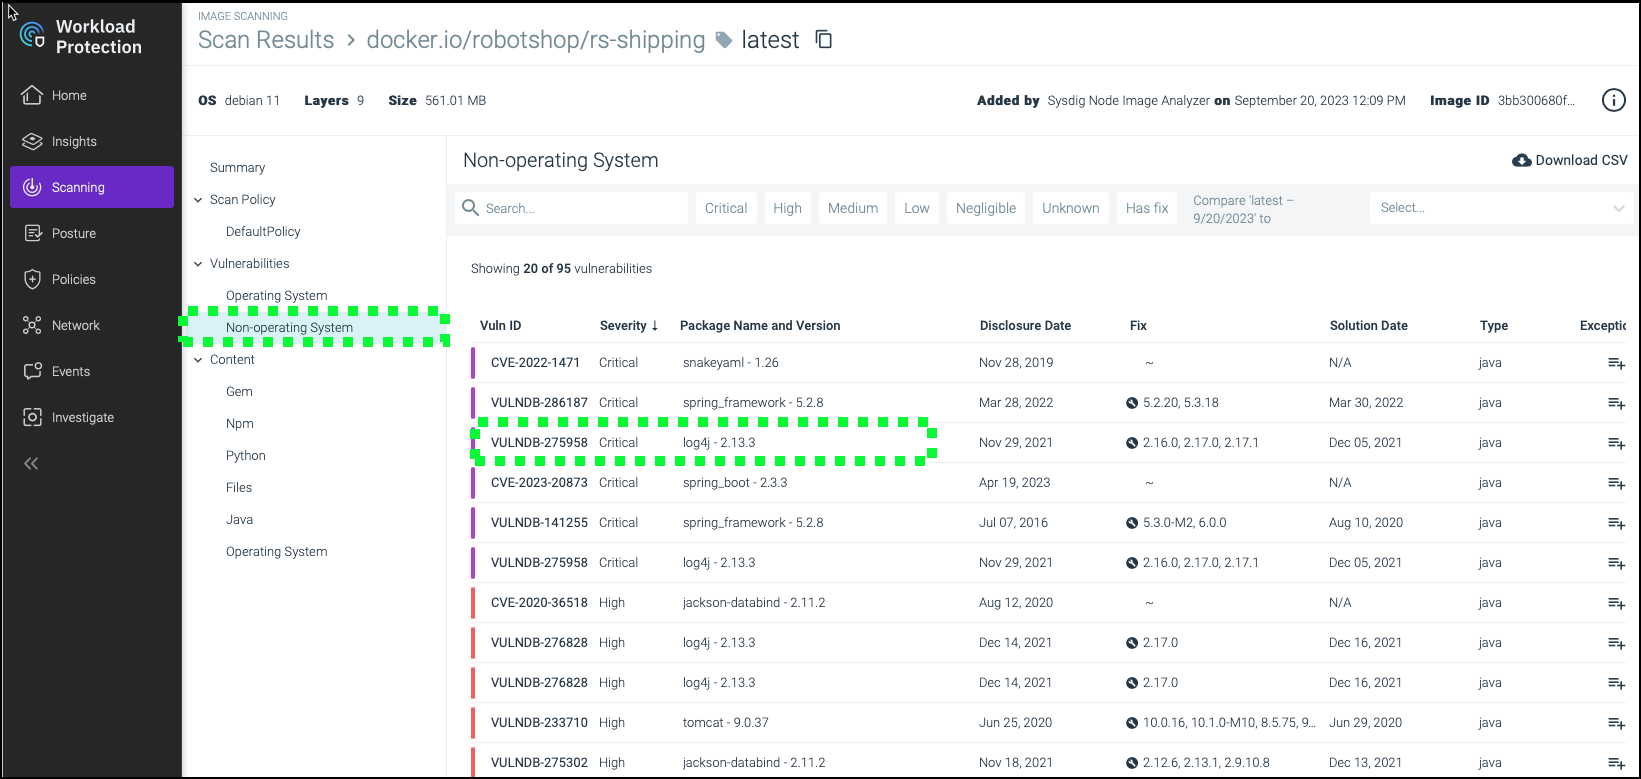 Workload
Protection
Home
Insights
Scanning
Posture
Policies
Network
Events
Investigate
IMAGE SCANNING
Scan Results > docker.io/robotshop/rs-shipping latest
OS debian 11 Layers 9 Size 561.01 MB
Added by Sysdig Node Image Analyzer on September 20, 2023 12:09 PM Image ID 3bb300680f...
Summary
Scan Policy
DefaultPolicy
Vulnerabilities
Operating System
Non-operating System
Content
Gem
Npm
Python
Files
Java
Operating System
Non-operating System
Download CSV
Search...
Critical
High
Medium
Low
Negligible
Unknown
Has fix
Compare 'latest –
9/20/2023' to
Select...
Showing 20 of 95 vulnerabilities
Vuln ID Severity ↓ Package Name and Version Disclosure Date Fix Solution Date Type Exceptic
CVE-2022-1471 Critical snakeyaml - 1.26 Nov 28, 2019 ~ N/A java
VULNDB-286187 Critical spring_framework - 5.2.8 Mar 28, 2022 5.2.20, 5.3.18 Mar 30, 2022 java
VULNDB-275958 Critical log4j - 2.13.3 Nov 29, 2021 2.16.0, 2.17.0, 2.17.1 Dec 05, 2021 java
CVE-2023-20873 Critical spring_boot - 2.3.3 Apr 19, 2023 ~ N/A java
VULNDB-141255 Critical spring_framework - 5.2.8 Jul 07, 2016 5.3.0-M2, 6.0.0 Aug 10, 2020 java
VULNDB-275958 Critical log4j - 2.13.3 Nov 29, 2021 2.16.0, 2.17.0, 2.17.1 Dec 05, 2021 java
CVE-2020-36518 High jackson-databind - 2.11.2 Aug 12, 2020 ~ N/A java
VULNDB-276828 High log4j - 2.13.3 Dec 14, 2021 2.17.0 Dec 16, 2021 java
VULNDB-276828 High log4j - 2.13.3 Dec 14, 2021 2.17.0 Dec 16, 2021 java
VULNDB-233710 High tomcat - 9.0.37 Jun 25, 2020 10.0.16, 10.1.0-M10, 8.5.75, 9... Jun 29, 2020 java
VULNDB-275302 High jackson-databind - 2.11.2 Nov 18, 2021 2.12.6, 2.13.1, 2.9.10.8 Dec 13, 2021 java